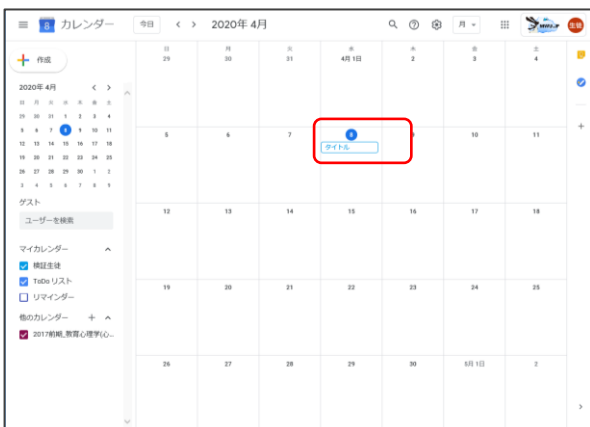 8 カレンダー 今日 < > 2020年 4月 月 生徒
作成
2020年 4月 < >
日 月 火 水 木 金 土
29 30 31 1 2 3 4
5 6 7 8 9 10 11
12 13 14 15 16 17 18
19 20 21 22 23 24 25
26 27 28 29 30 1 2
3 4 5 6 7 8 9
ゲスト
ユーザーを検索
マイカレンダー
検証生徒
ToDo リスト
リマインダー
他のカレンダー +
2017前期_教育心理学(心...
日 月 火 水 木 金 土
29 30 31 4月 1日 2 3 4
5 6 7 8 9 10 11
タイトル
12 13 14 15 16 17 18
19 20 21 22 23 24 25
26 27 28 29 30 5月 1日 2